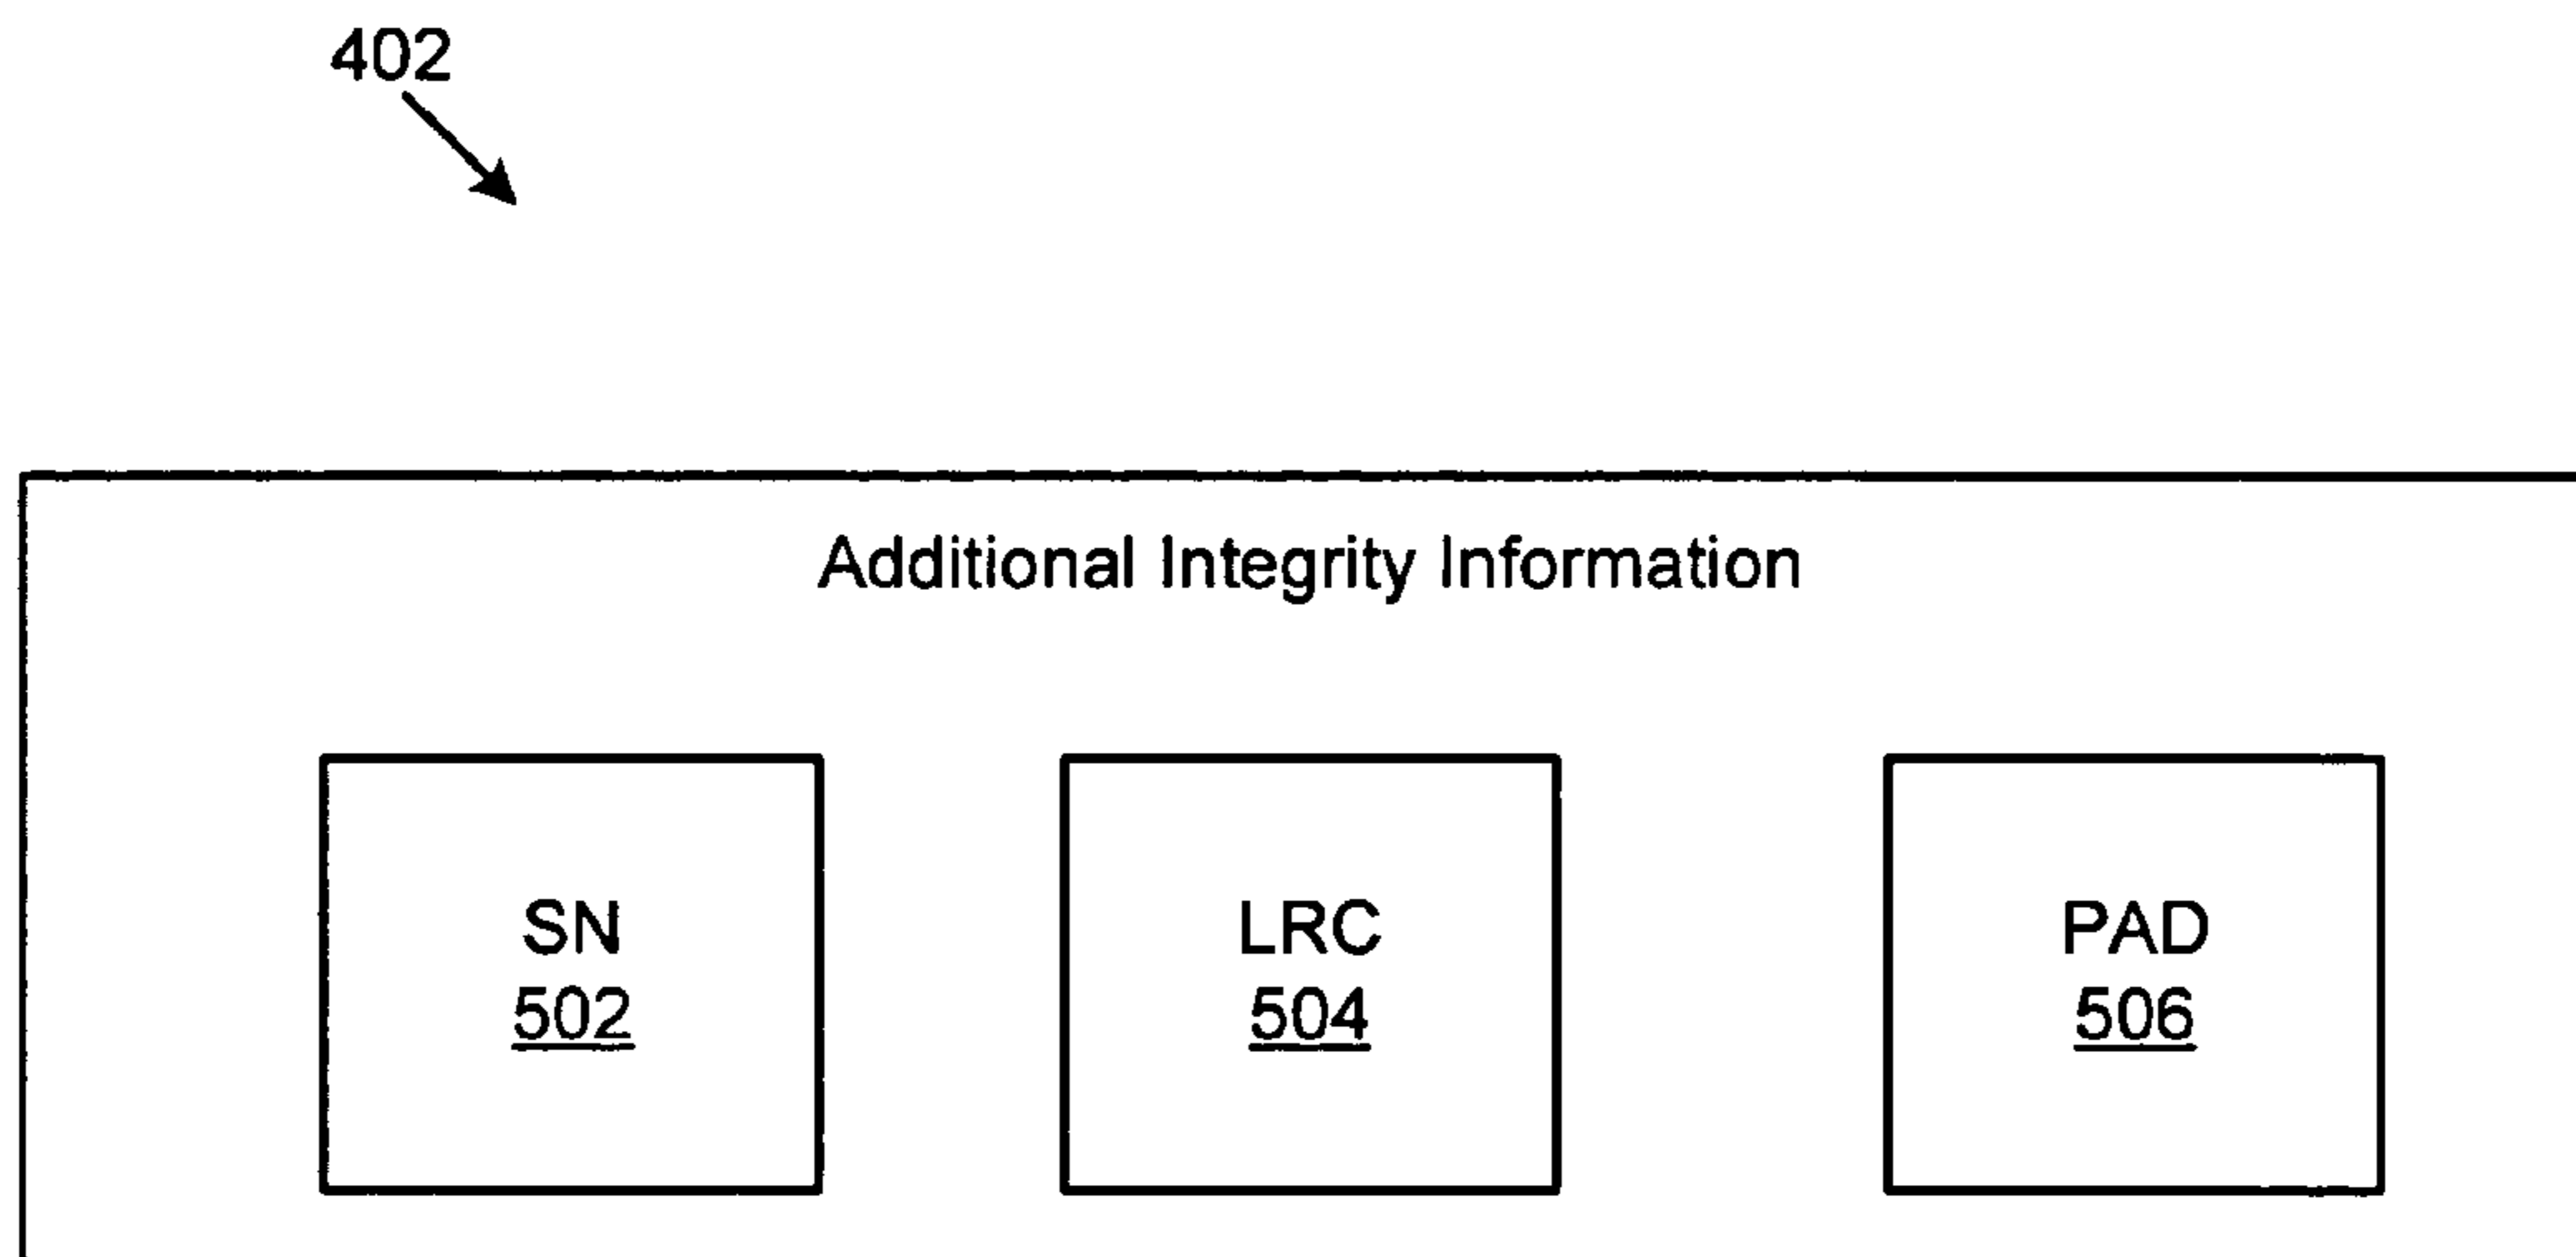 402
Additional Integrity Information
SN
502
LRC
504
PAD
506